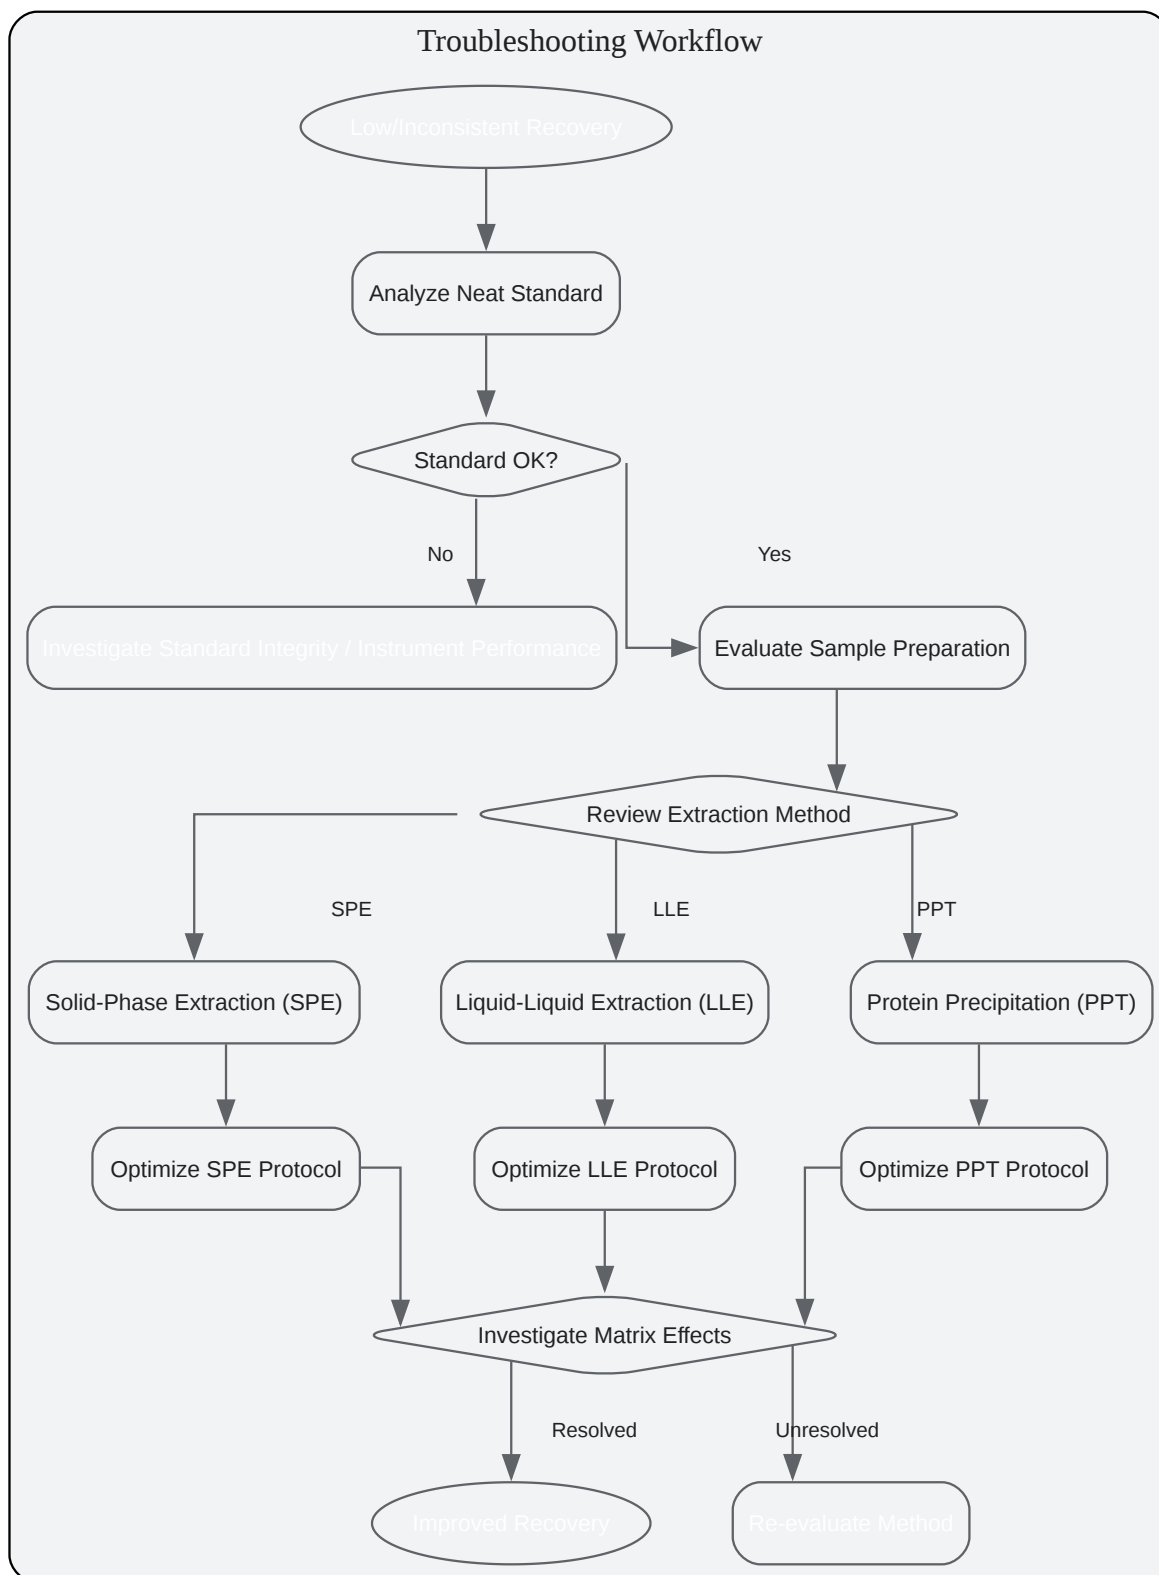 Troubleshooting Workflow
Low/Inconsistent Recovery
Analyze Neat Standard
Standard OK?
No
Yes
Investigate Standard Integrity / Instrument Performance
Evaluate Sample Preparation
Review Extraction Method
SPE
LLE
PPT
Solid-Phase Extraction (SPE)
Liquid-Liquid Extraction (LLE)
Protein Precipitation (PPT)
Optimize SPE Protocol
Optimize LLE Protocol
Optimize PPT Protocol
Investigate Matrix Effects
Resolved
Unresolved
Improved Recovery
Re-evaluate Method